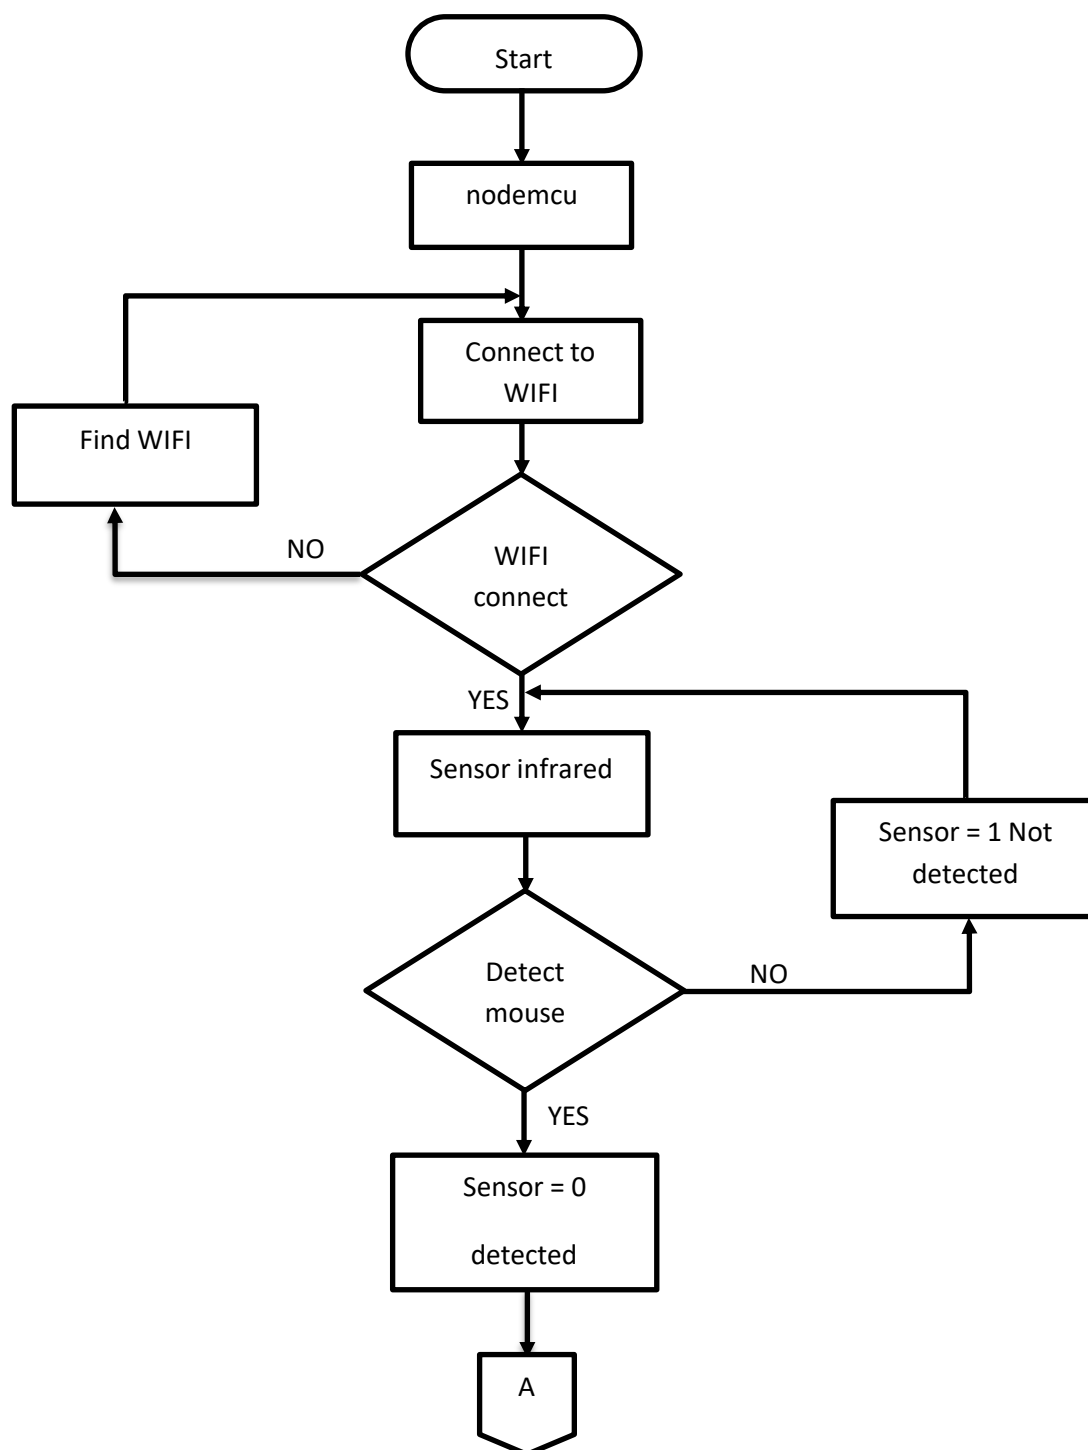 Start
nodemcu
Connect to
WIFI
Find WIFI
NO
WIFI
connect
YES
Sensor infrared
Sensor = 1 Not
detected
Detect
mouse
NO
YES
Sensor = 0
detected
A